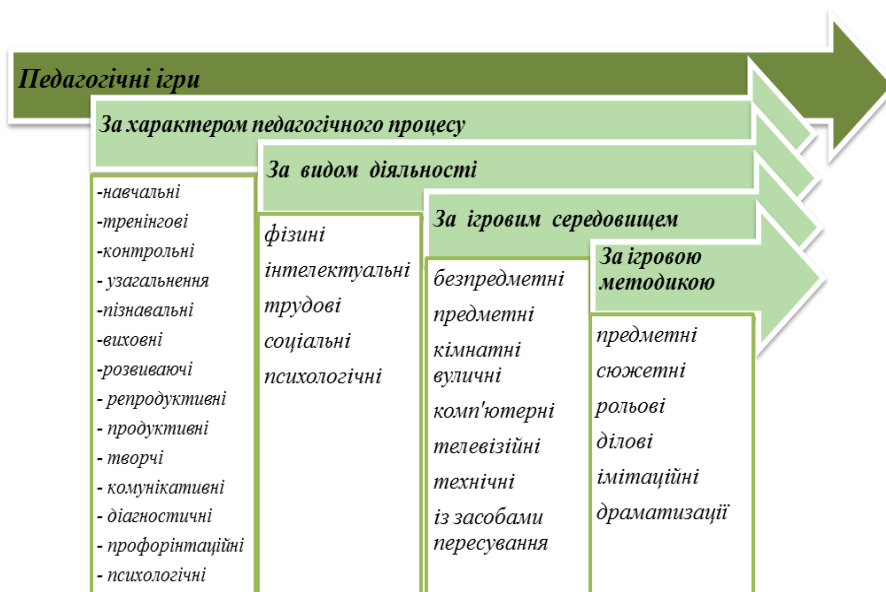 Педагогічні ігри
За характером педагогічного процесу
-навчальні
-тренінгові
-контрольні
- узагальнення
-пізнавальні
-виховні
-розвиваючі
- репродуктивні
- продуктивні
- творчі
- комунікативні
- діагностичні
- профорінтаційні
- психологічні
За видом діяльності
фізині
інтелектуальні
трудові
соціальні
психологічні
За ігровим середовищем
безпредметні
предметні
кімнатні
вуличні
комп'ютерні
телевізійні
технічні
із засобами
пересування
За ігровою
методикою
предметні
сюжетні
рольові
ділові
імітаційні
драматизації